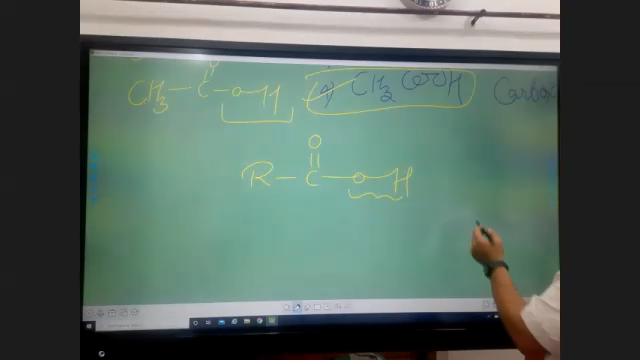 CH3 – C – O – H (a) CH3 COOH Carbox
O
||
R – C – O – H